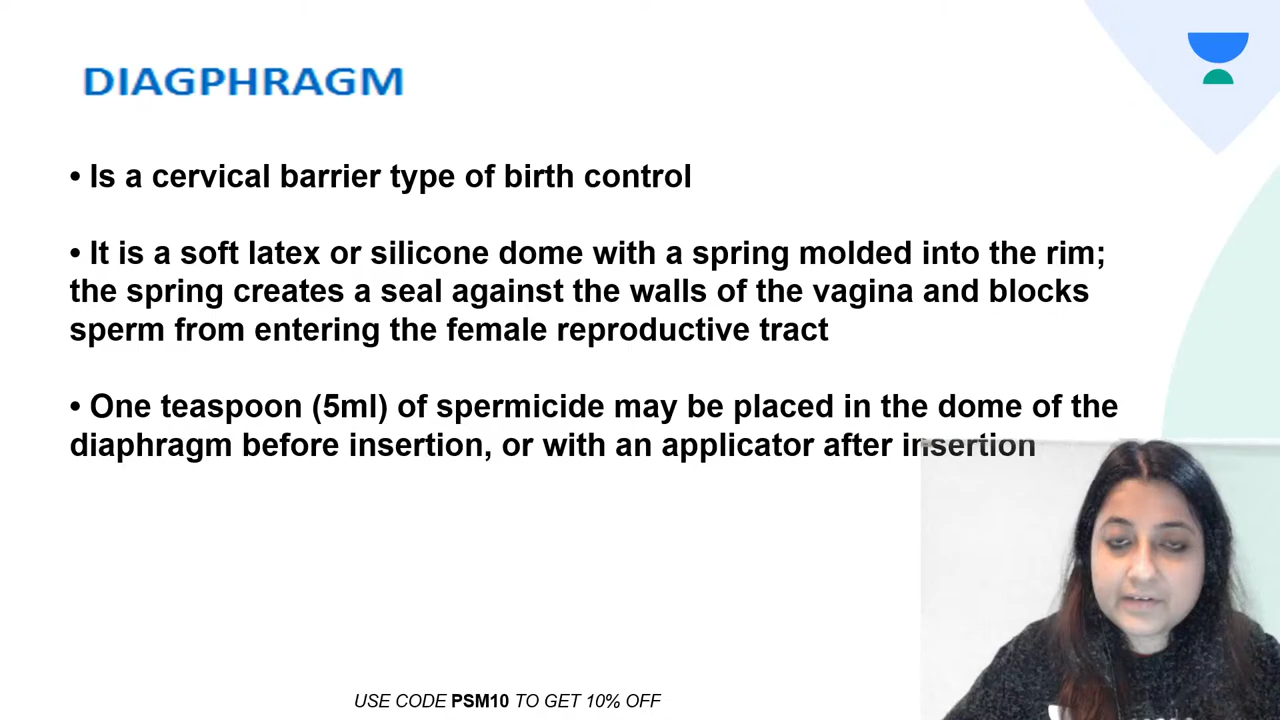 DIAGPHRAGM
• Is a cervical barrier type of birth control
• It is a soft latex or silicone dome with a spring molded into the rim;
the spring creates a seal against the walls of the vagina and blocks
sperm from entering the female reproductive tract
• One teaspoon (5ml) of spermicide may be placed in the dome of the
diaphragm before insertion, or with an applicator after insertion
USE CODE PSM10 TO GET 10% OFF